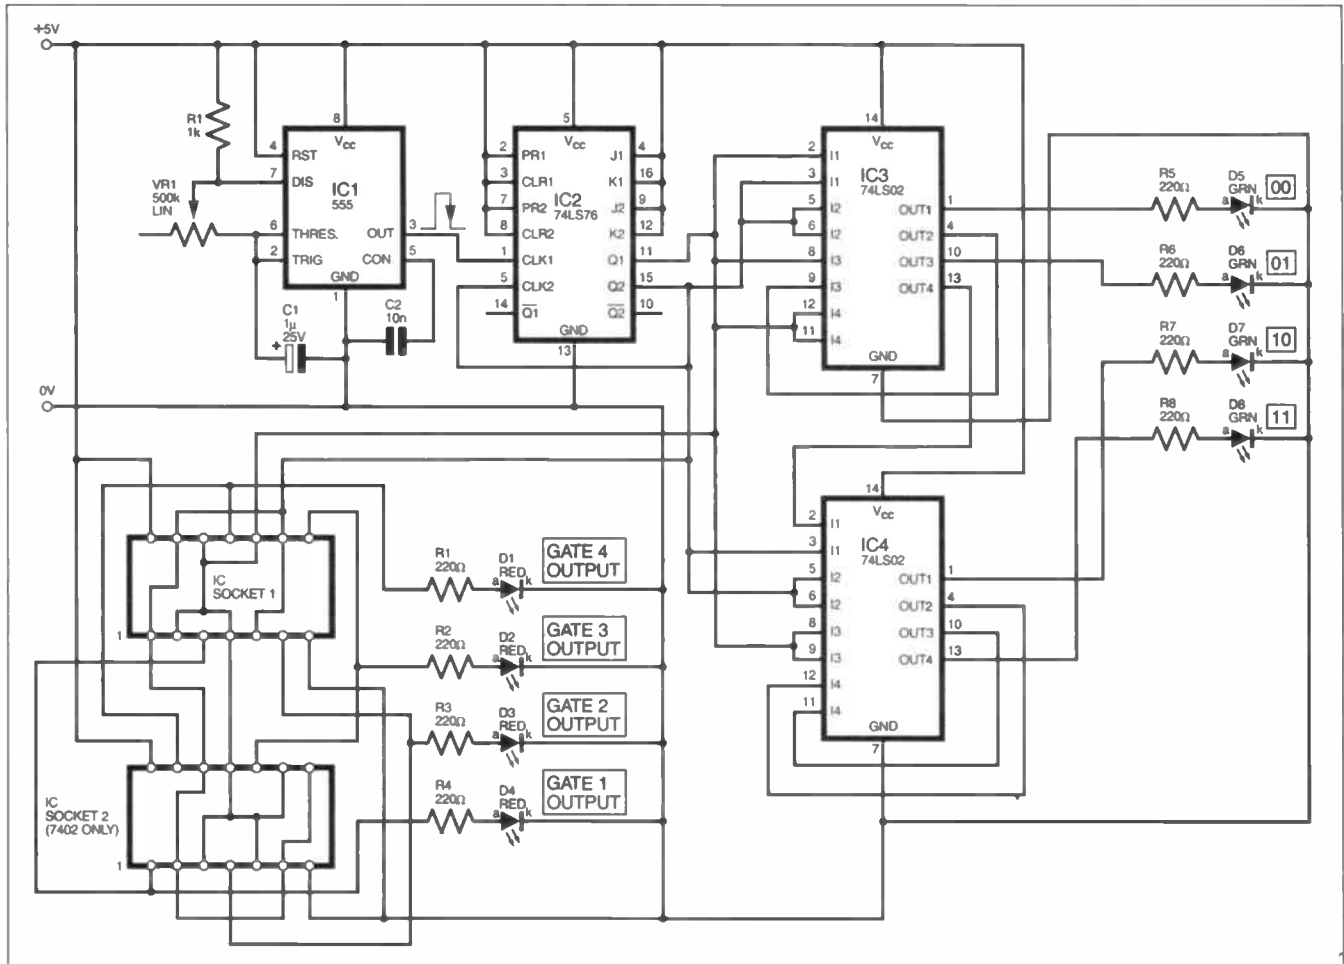 +5V
R1
1k
VR1
500k
LIN
8
VCC
4
RST
7
DIS
IC1
555
6
THRES.
OUT
3
2
TRIG
CON
5
GND
1
C1
1µ
25V
+
C2
10n
0V
5
VCC
2
PR1
J1
4
3
CLR1
K1
16
IC2
74LS76
7
PR2
J2
9
8
CLR2
K2
12
1
CLK1
Q1
11
5
CLK2
Q2
15
14
Q1
Q2
10
GND
13
14
VCC
2
I1
IC3
74LS02
3
I1
5
I2
OUT1
1
6
I2
OUT2
4
8
I3
OUT3
10
9
I3
OUT4
13
12
I4
11
I4
GND
7
R5
220Ω
D5
GRN
a
k
00
R6
220Ω
D6
GRN
a
k
01
R7
220Ω
D7
GRN
a
k
10
R8
220Ω
D8
GRN
a
k
11
14
VCC
2
I1
IC4
74LS02
3
I1
5
I2
OUT1
1
6
I2
OUT2
4
8
I3
OUT3
10
9
I3
OUT4
13
12
I4
11
I4
GND
7
IC
SOCKET 1
1
R1
220Ω
D1
RED
a
k
GATE 4
OUTPUT
R2
220Ω
D2
RED
a
k
GATE 3
OUTPUT
R3
220Ω
D3
RED
a
k
GATE 2
OUTPUT
R4
220Ω
D4
RED
a
k
GATE 1
OUTPUT
IC
SOCKET 2
(7402 ONLY)
1